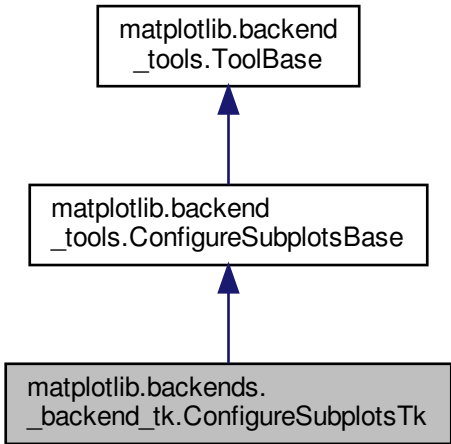 matplotlib.backend
_tools.ToolBase
matplotlib.backend
_tools.ConfigureSubplotsBase
matplotlib.backends.
_backend_tk.ConfigureSubplotsTk